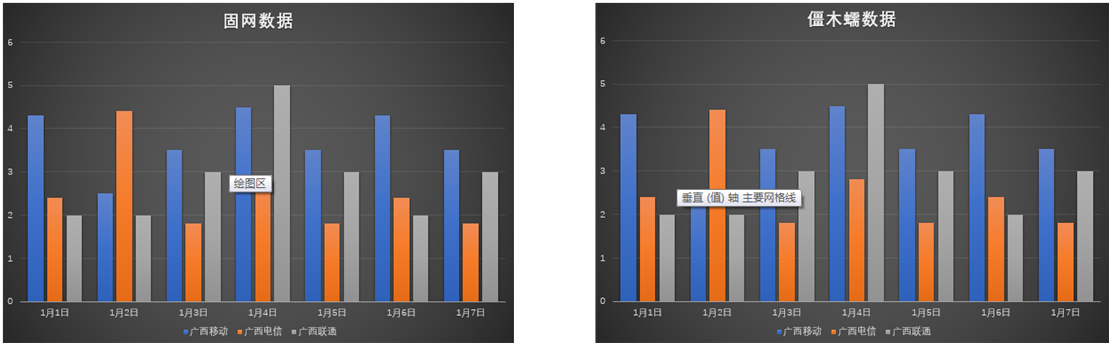 固网数据
6
5
4
3
2
1
0
绘图区
1月1日 1月2日 1月3日 1月4日 1月5日 1月6日 1月7日
广西移动 广西电信 广西联通
僵木蠕数据
6
5
4
3
2
1
0
垂直 (值) 轴 主要网格线
1月1日 1月2日 1月3日 1月4日 1月5日 1月6日 1月7日
广西移动 广西电信 广西联通